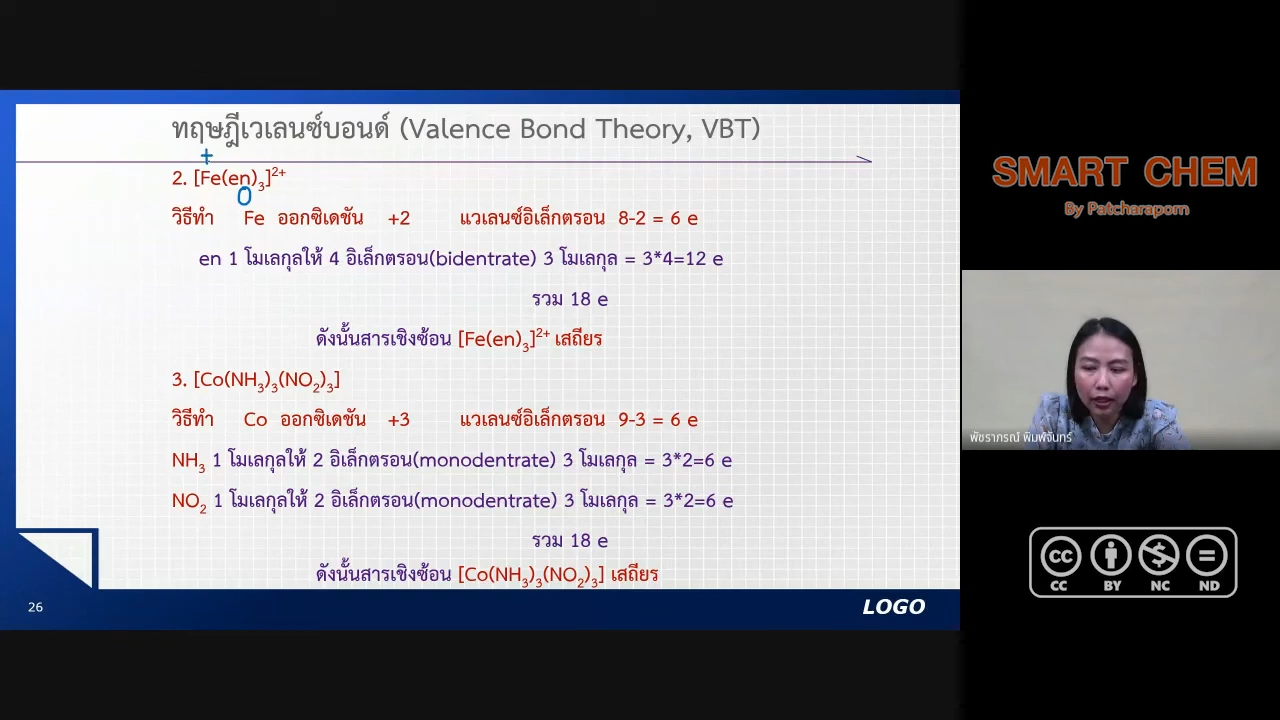 ทฤษฎีเวเลนซ์บอนด์ (Valence Bond Theory, VBT)
+
2. [Fe(en)3]2+
0
วิธีทำ Fe ออกซิเดชัน +2 แวเลนซ์อิเล็กตรอน 8-2 = 6 e
en 1 โมเลกุลให้ 4 อิเล็กตรอน(bidentrate) 3 โมเลกุล = 3*4=12 e
รวม 18 e
ดังนั้นสารเชิงซ้อน [Fe(en)3]2+ เสถียร
3. [Co(NH3)3(NO2)3]
วิธีทำ Co ออกซิเดชัน +3 แวเลนซ์อิเล็กตรอน 9-3 = 6 e
NH3 1 โมเลกุลให้ 2 อิเล็กตรอน(monodentrate) 3 โมเลกุล = 3*2=6 e
NO2 1 โมเลกุลให้ 2 อิเล็กตรอน(monodentrate) 3 โมเลกุล = 3*2=6 e
รวม 18 e
ดังนั้นสารเชิงซ้อน [Co(NH3)3(NO2)3] เสถียร
26
LOGO
SMART CHEM
By Patcharaporn
พัชราภรณ์ พิมพ์จันทร์
cc
CC BY NC ND